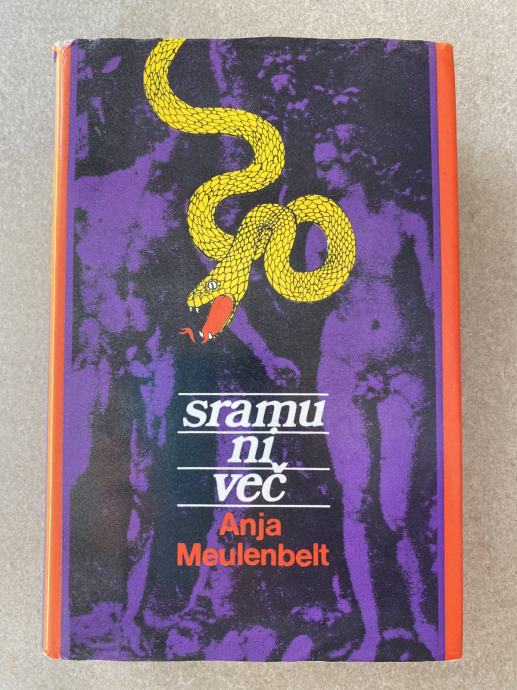 sramu
ni
več
Anja
Meulenbelt